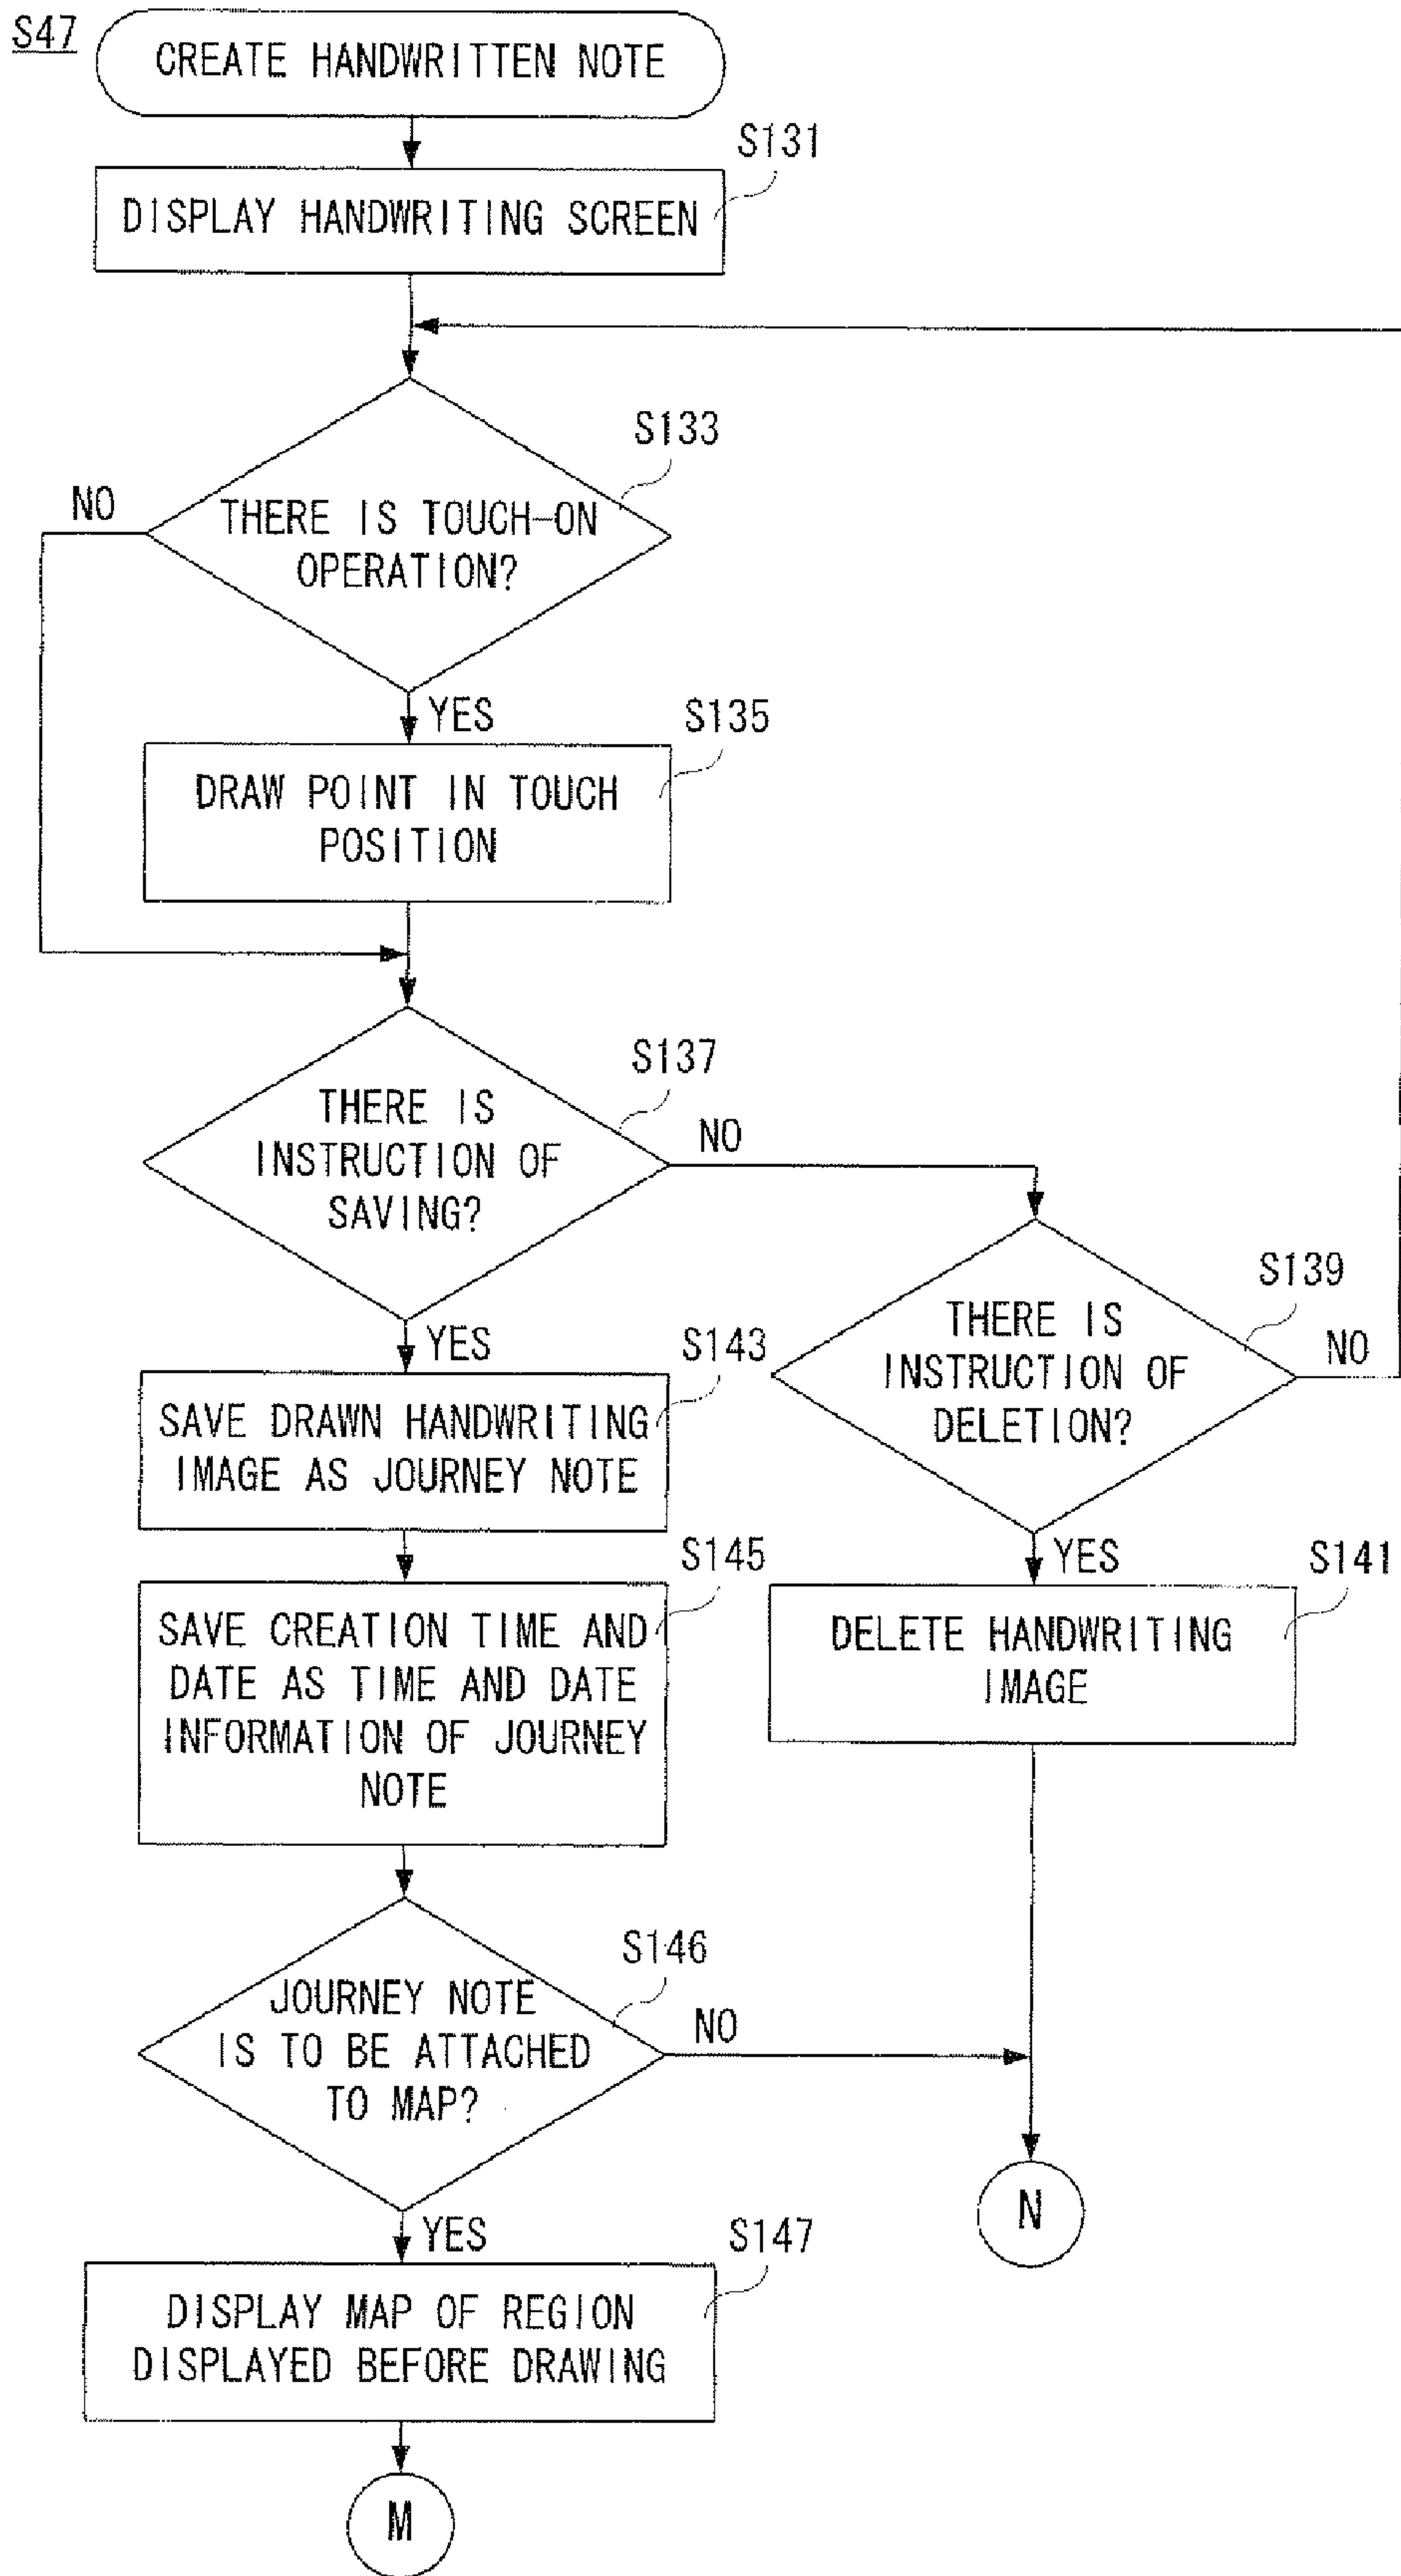 S47
CREATE HANDWRITTEN NOTE
S131
DISPLAY HANDWRITING SCREEN
S133
NO
THERE IS TOUCH-ON
OPERATION?
YES
S135
DRAW POINT IN TOUCH
POSITION
S137
THERE IS
INSTRUCTION OF
SAVING?
NO
S139
THERE IS
INSTRUCTION OF
DELETION?
NO
YES
S143
SAVE DRAWN HANDWRITING
IMAGE AS JOURNEY NOTE
YES
S141
DELETE HANDWRITING
IMAGE
S145
SAVE CREATION TIME AND
DATE AS TIME AND DATE
INFORMATION OF JOURNEY
NOTE
S146
JOURNEY NOTE
IS TO BE ATTACHED
TO MAP?
NO
N
YES
S147
DISPLAY MAP OF REGION
DISPLAYED BEFORE DRAWING
M